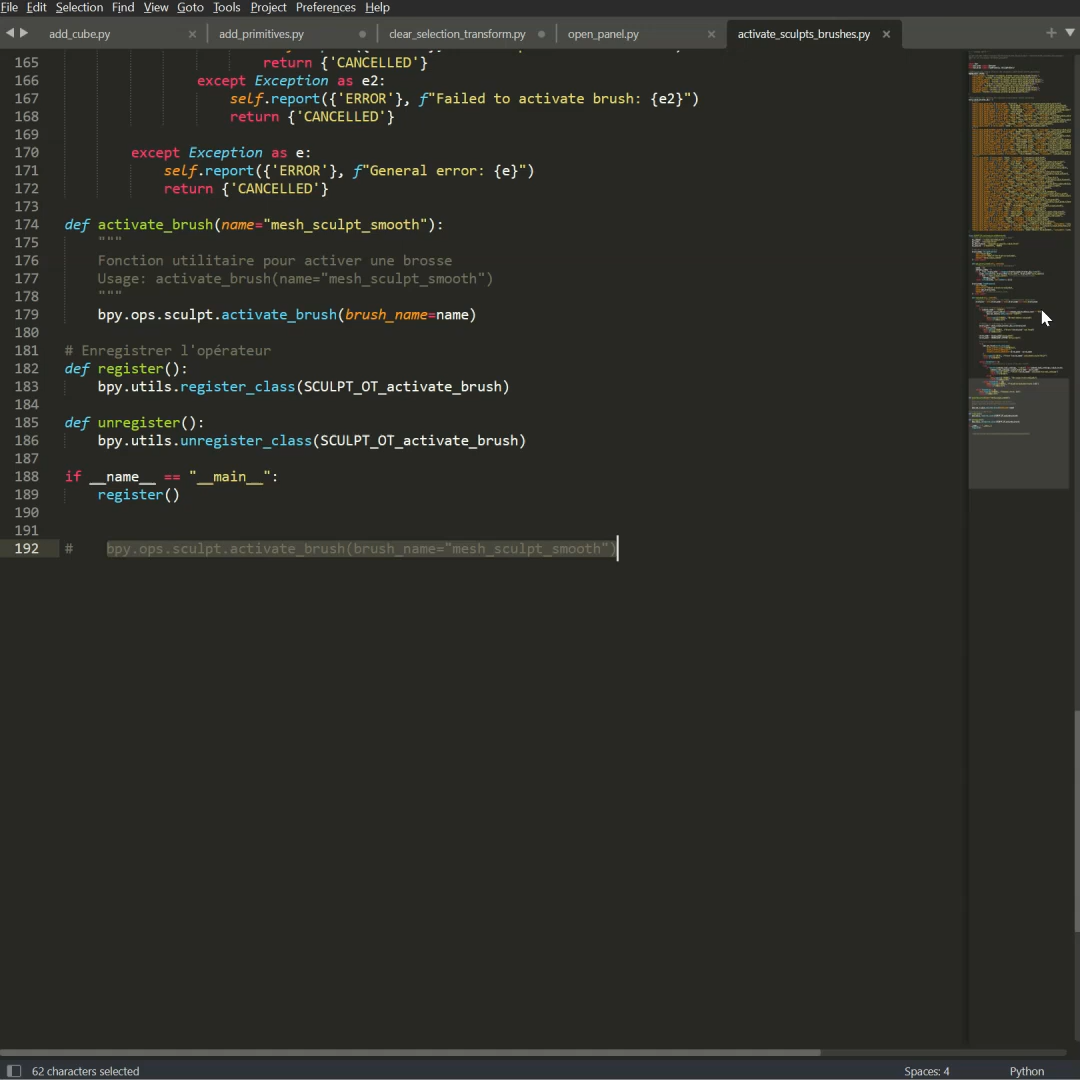 File Edit Selection Find View Goto Tools Project Preferences Help
add_cube.py add_primitives.py clear_selection_transform.py open_panel.py activate_sculpts_brushes.py
165 return {'CANCELLED'}
166 except Exception as e2:
167 self.report({'ERROR'}, f"Failed to activate brush: {e2}")
168 return {'CANCELLED'}
169
170 except Exception as e:
171 self.report({'ERROR'}, f"General error: {e}")
172 return {'CANCELLED'}
173
174 def activate_brush(name="mesh_sculpt_smooth"):
175 """
176 Fonction utilitaire pour activer une brosse
177 Usage: activate_brush(name="mesh_sculpt_smooth")
178 """
179 bpy.ops.sculpt.activate_brush(brush_name=name)
180
181 # Enregistrer l'opérateur
182 def register():
183 bpy.utils.register_class(SCULPT_OT_activate_brush)
184
185 def unregister():
186 bpy.utils.unregister_class(SCULPT_OT_activate_brush)
187
188 if __name__ == "__main__":
189 register()
190
191
192 # bpy.ops.sculpt.activate_brush(brush_name="mesh_sculpt_smooth")
62 characters selected Spaces: 4 Python